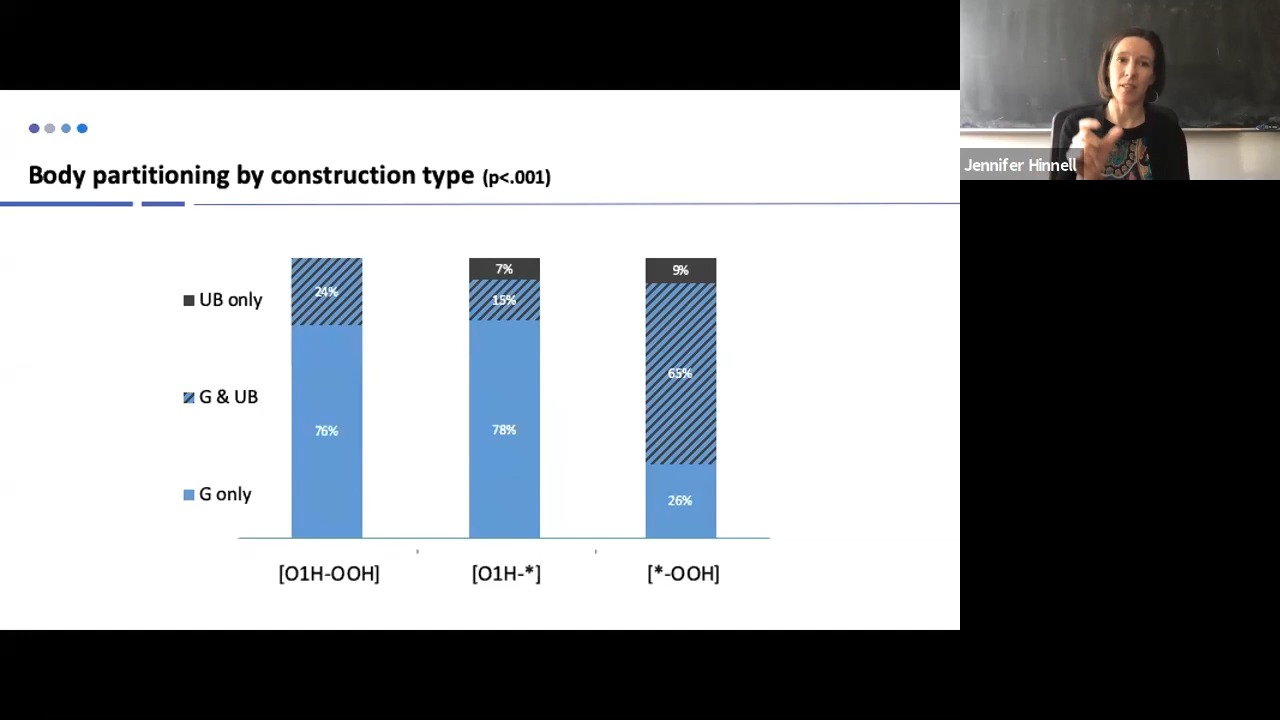 Jennifer Hinnell
Body partitioning by construction type (p<.001)
UB only
G & UB
G only
24%
76%
7%
15%
78%
9%
65%
26%
[O1H-OOH]
[O1H-*]
[*-OOH]